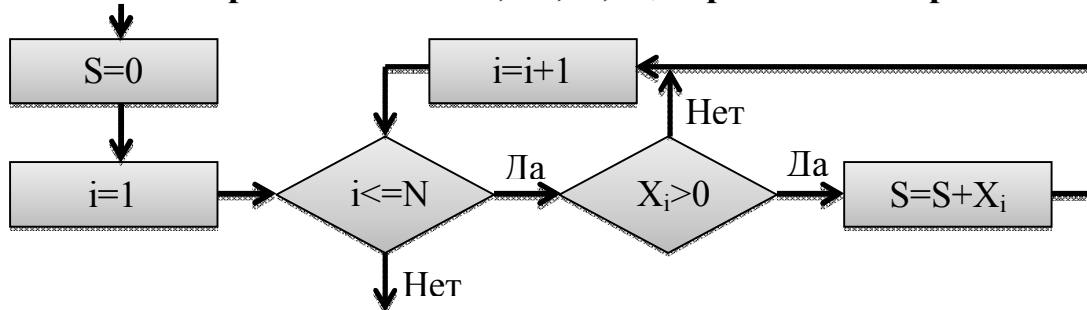 S=0
i=i+1
Нет
i=1
i<=N
Да
Xᵢ>0
Да
S=S+Xᵢ
Нет